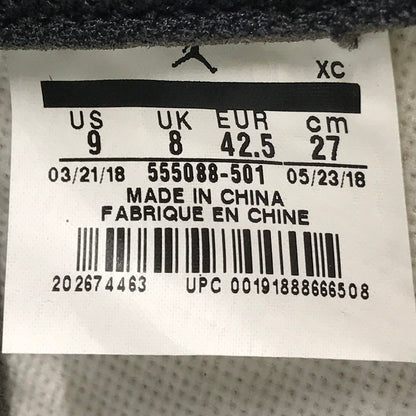 XC
US UK EUR cm
9 8 42.5 27
03/21/18 555088-501 05/23/18
MADE IN CHINA
FABRIQUE EN CHINE
202674463 UPC 00191888666508